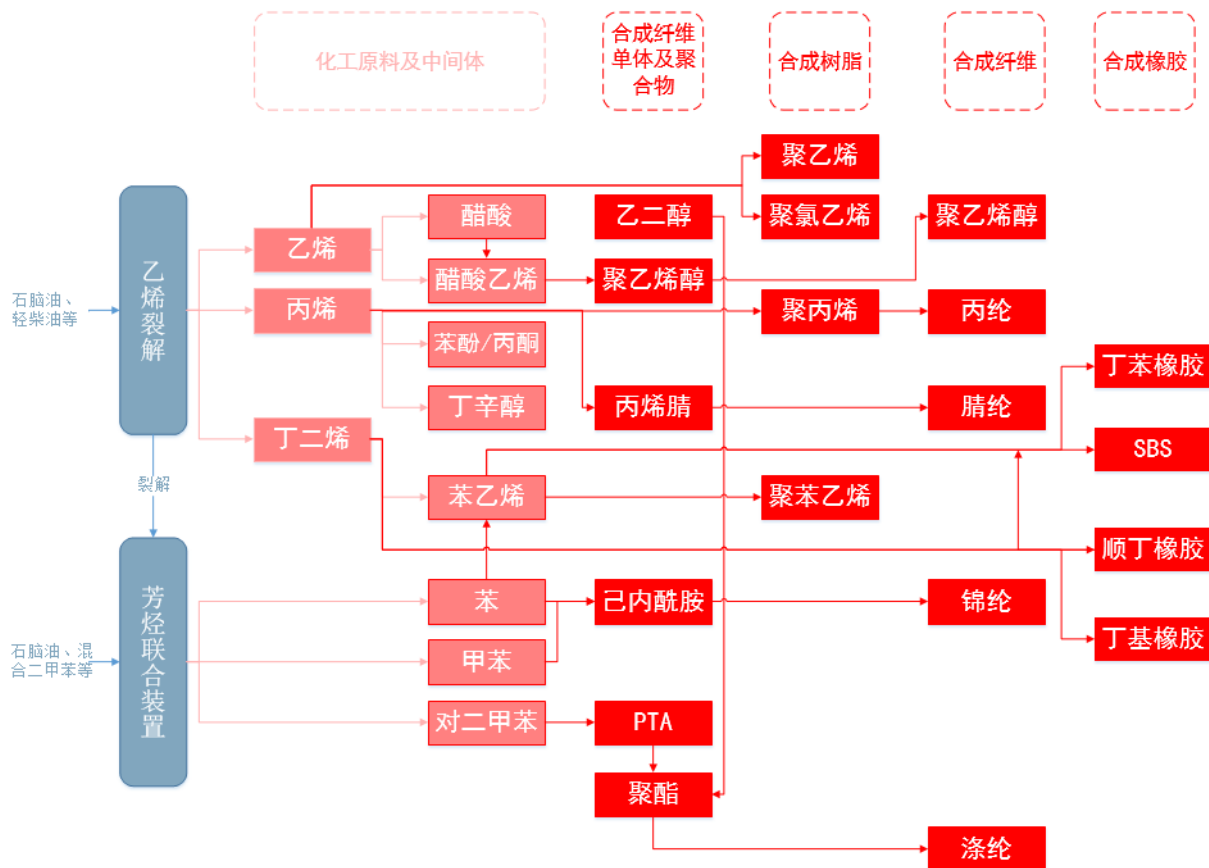 化工原料及中间体
合成纤维
单体及聚
合物
合成树脂
合成纤维
合成橡胶
聚乙烯
醋酸
乙二醇
聚氯乙烯
聚乙烯醇
乙烯
醋酸乙烯
聚乙烯醇
乙烯裂解
石脑油、
轻柴油等
丙烯
聚丙烯
丙纶
苯酚/丙酮
丁苯橡胶
丁辛醇
丙烯腈
腈纶
丁二烯
SBS
裂解
苯乙烯
聚苯乙烯
顺丁橡胶
芳烃联合装置
苯
己内酰胺
锦纶
丁基橡胶
石脑油、混
合二甲苯等
甲苯
对二甲苯
PTA
聚酯
涤纶